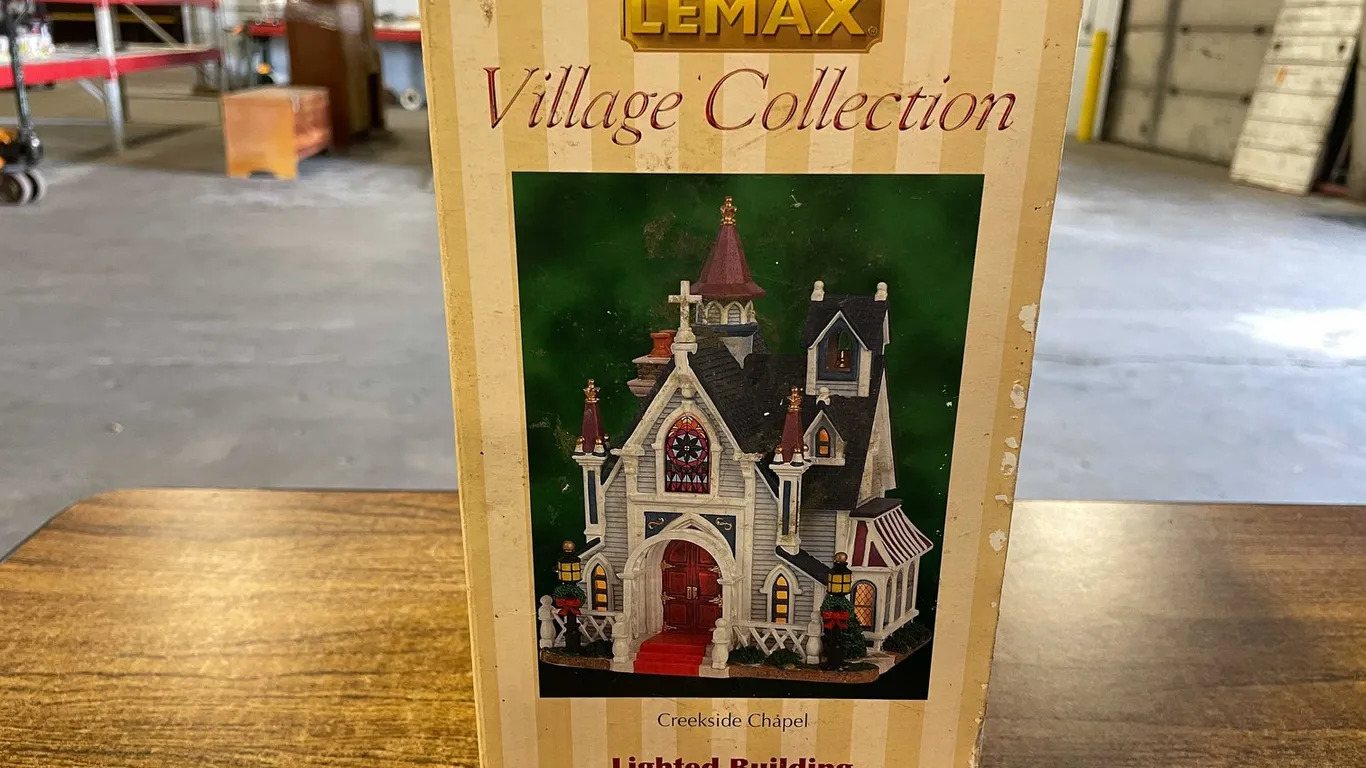 LEMAX®
Village Collection
Creekside Chapel
Lighted Building